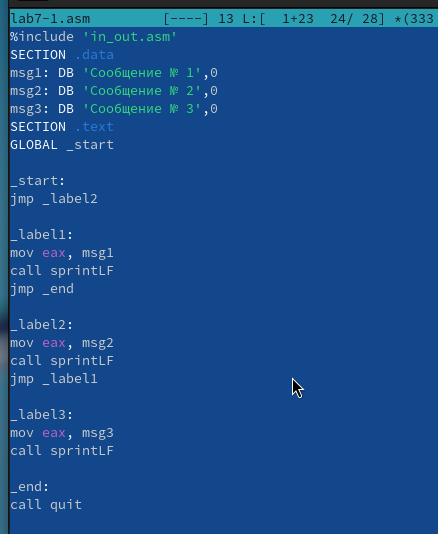 lab7-1.asm [----] 13 L:[ 1+23 24/ 28] *(333
%include 'in_out.asm'
SECTION .data
msg1: DB 'Сообщение № 1',0
msg2: DB 'Сообщение № 2',0
msg3: DB 'Сообщение № 3',0
SECTION .text
GLOBAL _start
_start:
jmp _label2
_label1:
mov eax, msg1
call sprintLF
jmp _end
_label2:
mov eax, msg2
call sprintLF
jmp _label1
_label3:
mov eax, msg3
call sprintLF
_end:
call quit